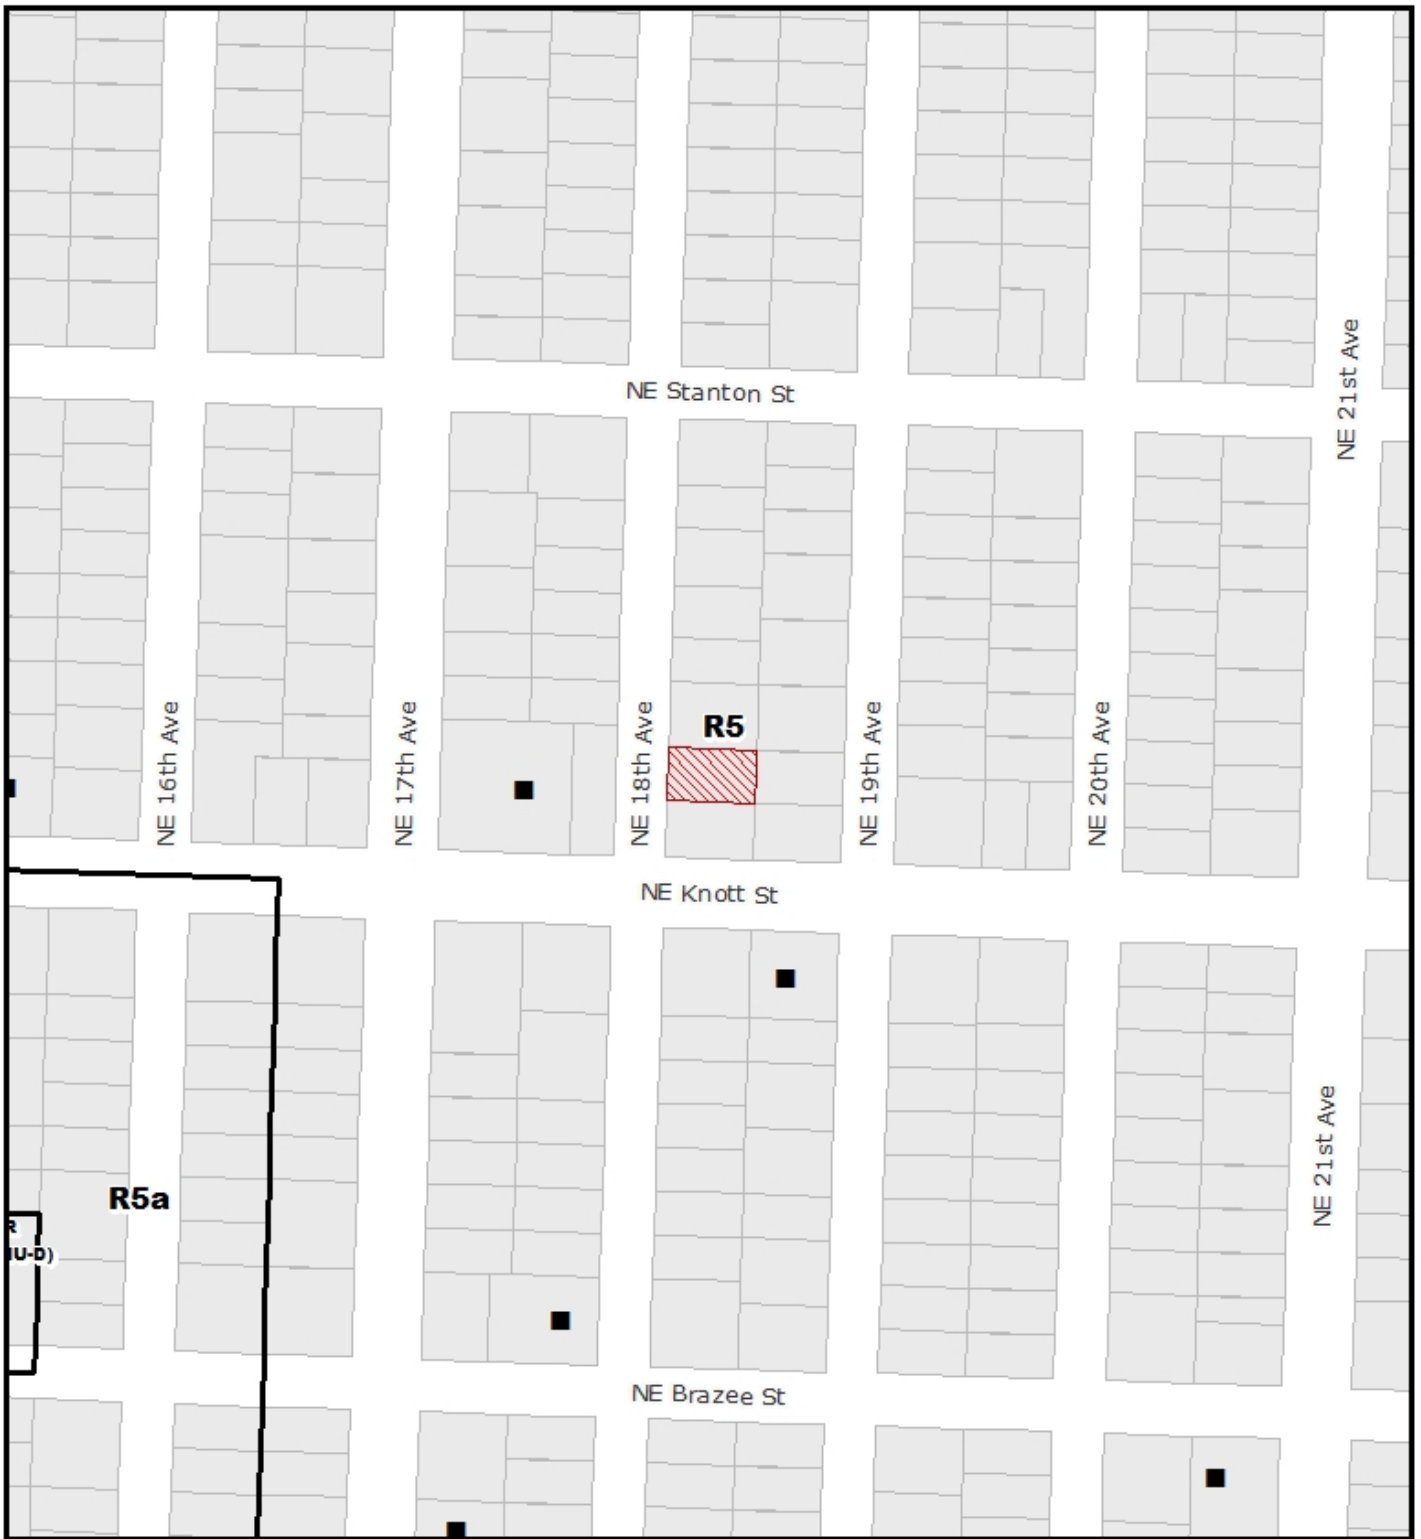 NE Stanton St
NE 21st Ave
NE 16th Ave
NE 17th Ave
NE 18th Ave
R5
NE 19th Ave
NE 20th Ave
NE Knott St
R5a
NE 21st Ave
R
IU-D)
NE Brazee St